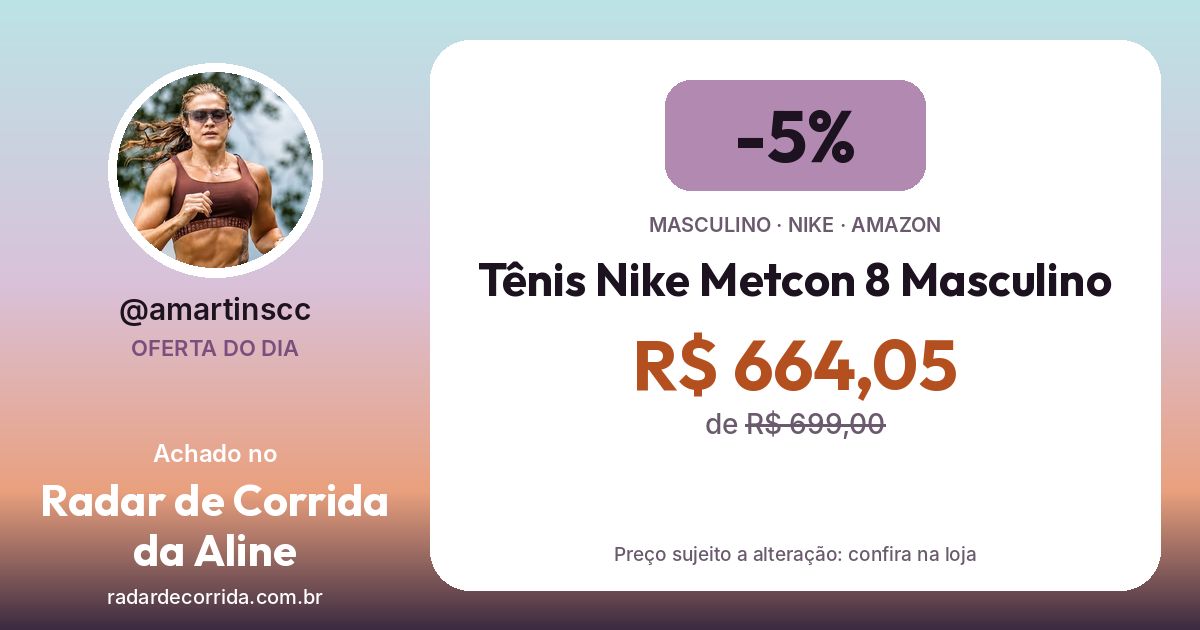 @amartinscc
OFERTA DO DIA
Achado no
Radar de Corrida
da Aline
radardecorrida.com.br
-5%
MASCULINO · NIKE · AMAZON
Tênis Nike Metcon 8 Masculino
R$ 664,05
de R$ 699,00
Preço sujeito a alteração: confira na loja